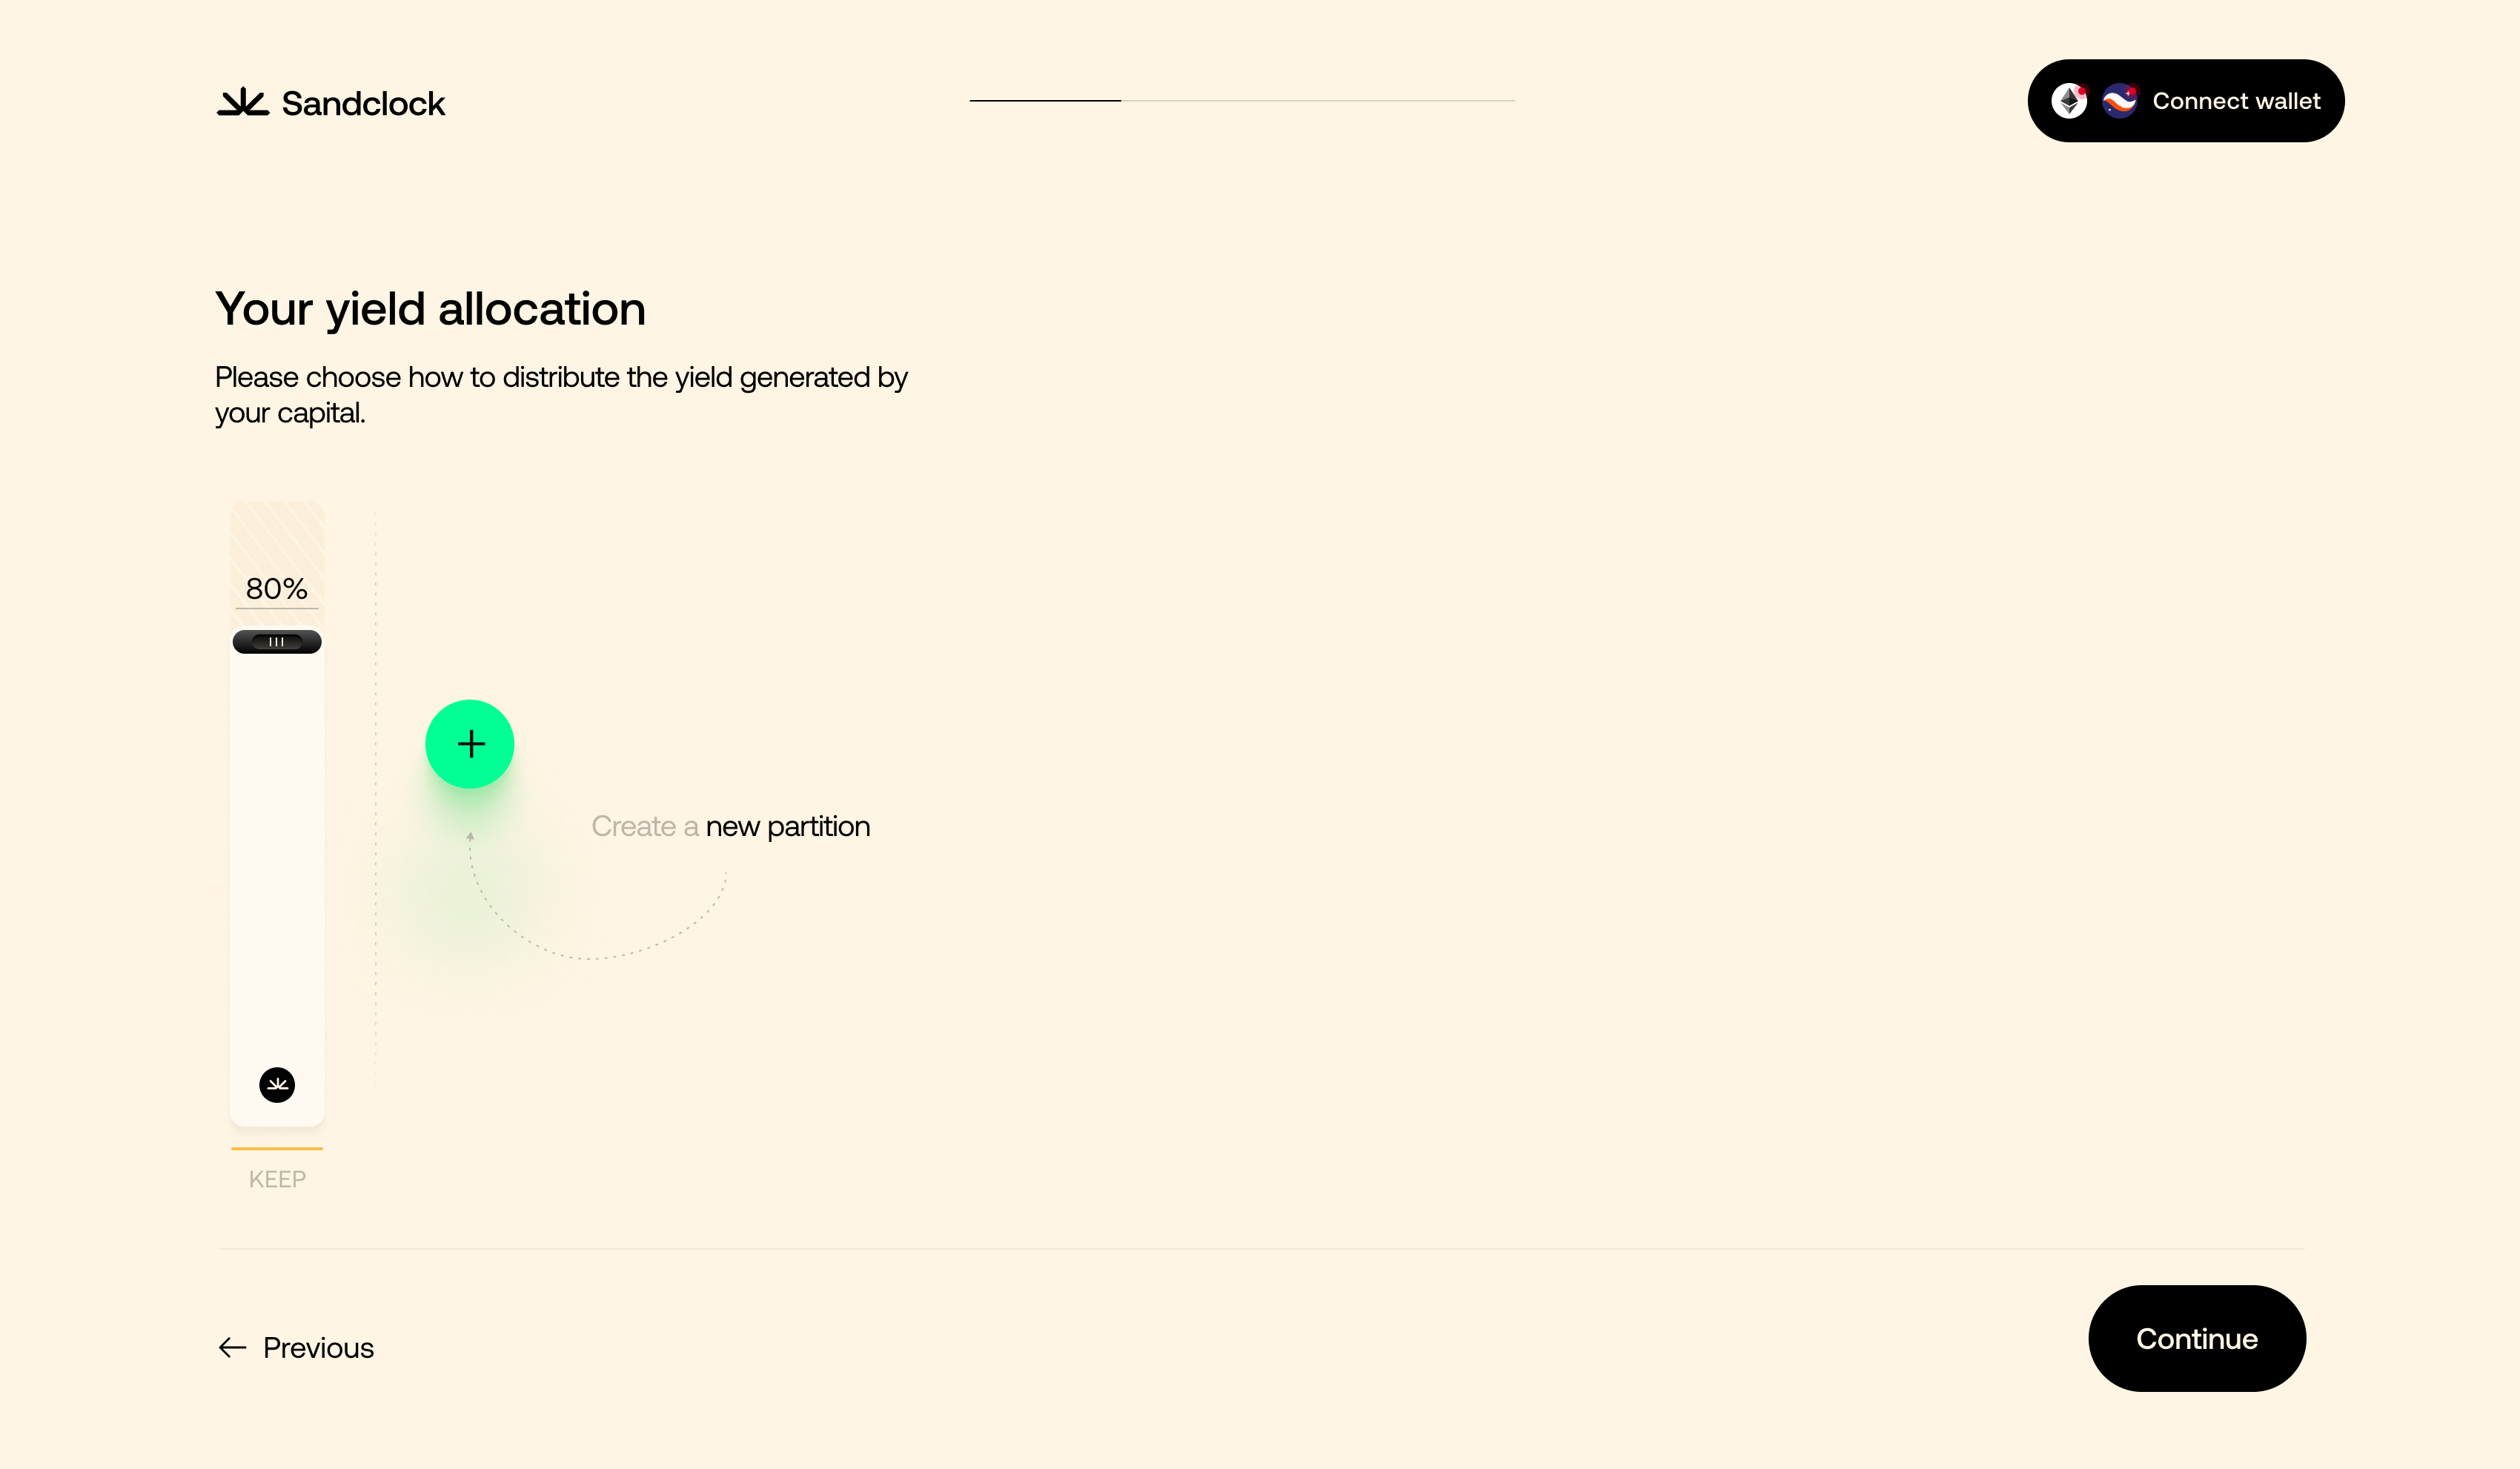 Sandclock
Connect wallet
Your yield allocation
Please choose how to distribute the yield generated by
your capital.
80%
Create a new partition
KEEP
Previous
Continue